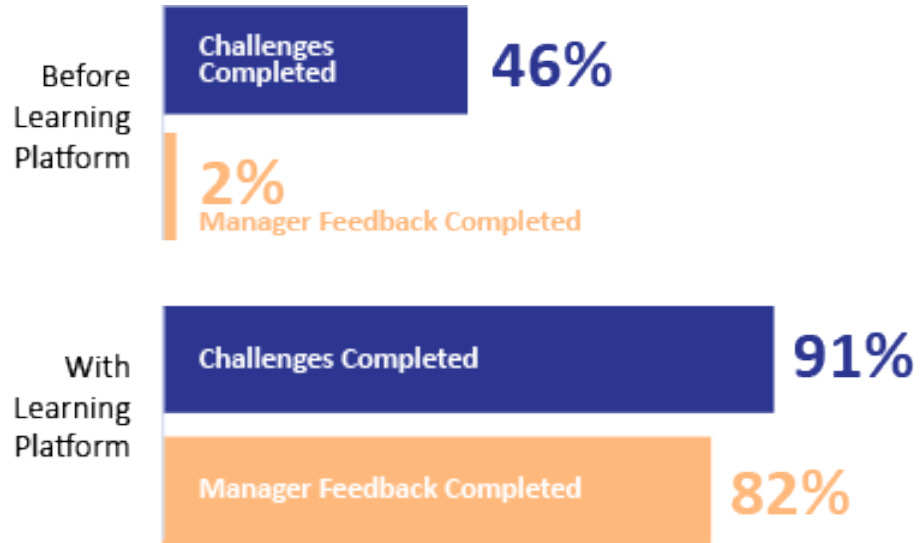 Before
Learning
Platform
Challenges
Completed
46%
2%
Manager Feedback Completed
With
Learning
Platform
Challenges Completed
91%
Manager Feedback Completed
82%